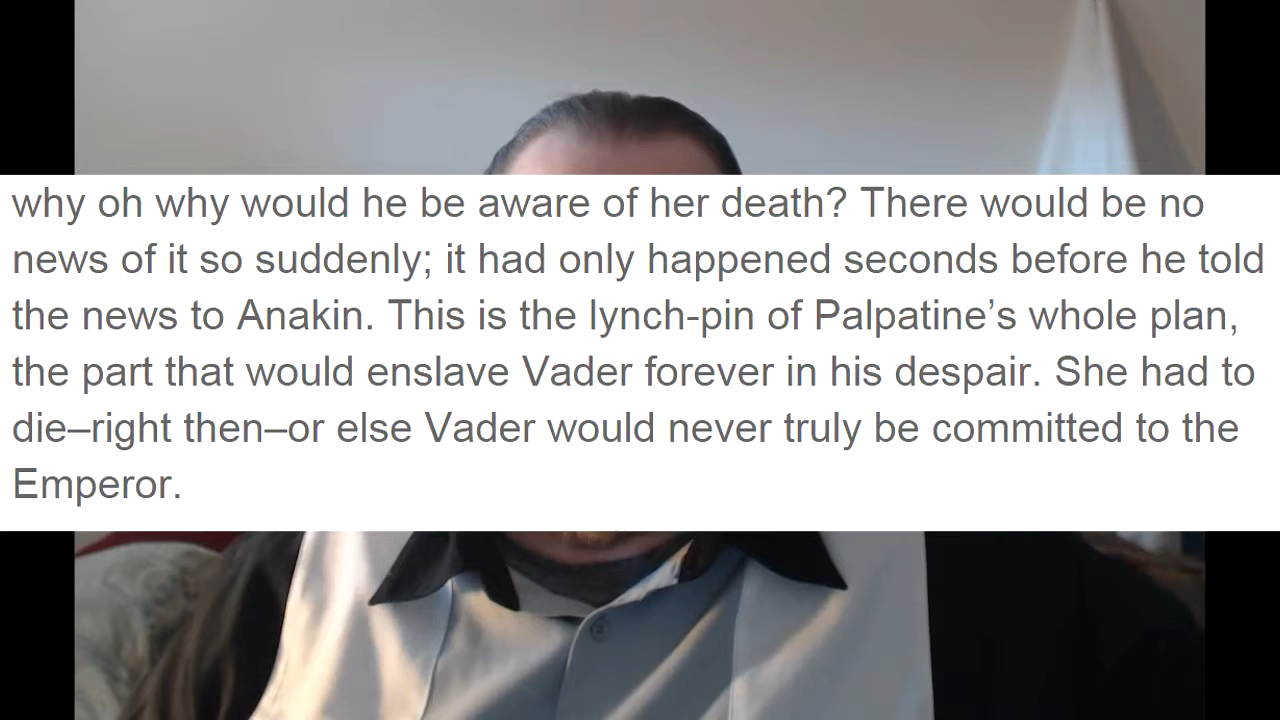 why oh why would he be aware of her death? There would be no
news of it so suddenly; it had only happened seconds before he told
the news to Anakin. This is the lynch-pin of Palpatine’s whole plan,
the part that would enslave Vader forever in his despair. She had to
die–right then–or else Vader would never truly be committed to the
Emperor.